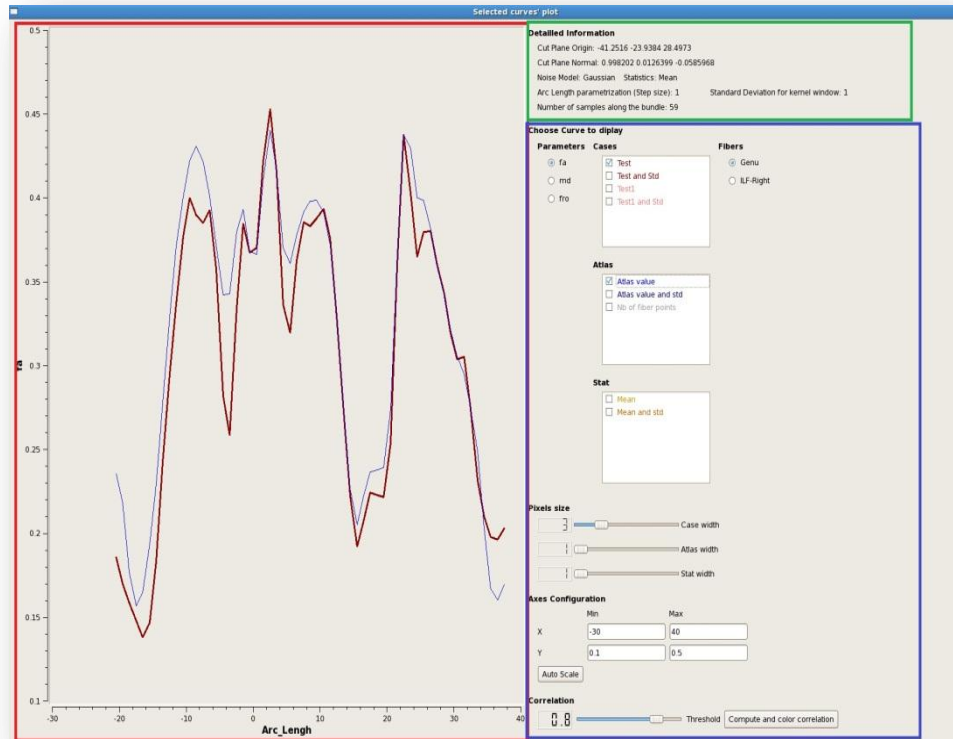 Selected curves' plot
0.5
0.45
0.4
0.35
0.3
0.25
0.2
0.15
0.1
fa
-30 -20 -10 0 10 20 30 40
Arc_Lengh
Detailled Information
Cut Plane Origin: -41.2516 -23.9384 28.4973
Cut Plane Normal: 0.998202 0.0126399 -0.0585968
Noise Model: Gaussian Statistics: Mean
Arc Length parametrization (Step size): 1 Standard Deviation for kernel window: 1
Number of samples along the bundle: 59
Choose Curve to diplay
Parameters Cases Fibers
fa Test Genu
md Test and Std ILF-Right
fro Test1
Test1 and Std
Atlas
Atlas value
Atlas value and std
Nb of fiber points
Stat
Mean
Mean and std
Pixels size
3 Case width
1 Atlas width
1 Stat width
Axes Configuration
Min Max
X -30 40
Y 0.1 0.5
Auto Scale
Correlation
0.8 Threshold Compute and color correlation